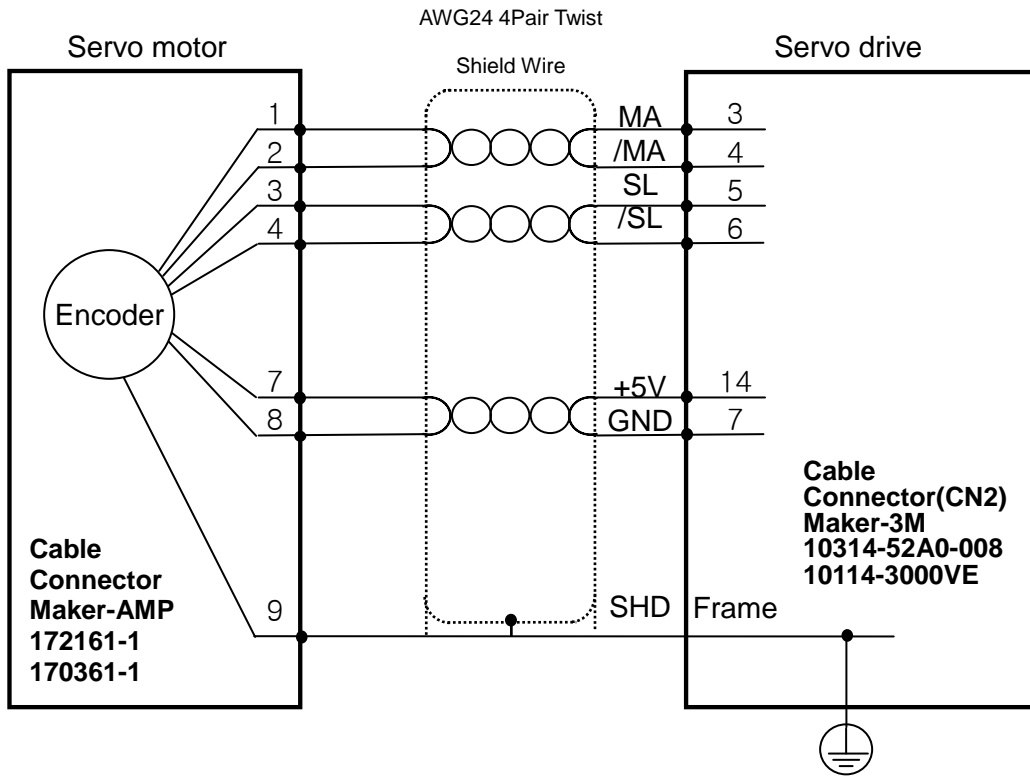 AWG24 4Pair Twist
Servo motor
Servo drive
Shield Wire
1
MA
3
2
/MA
4
3
SL
5
4
/SL
6
Encoder
7
+5V
14
8
GND
7
Cable
Connector(CN2)
Maker-3M
10314-52A0-008
10114-3000VE
Cable
Connector
Maker-AMP
172161-1
170361-1
9
SHD
Frame